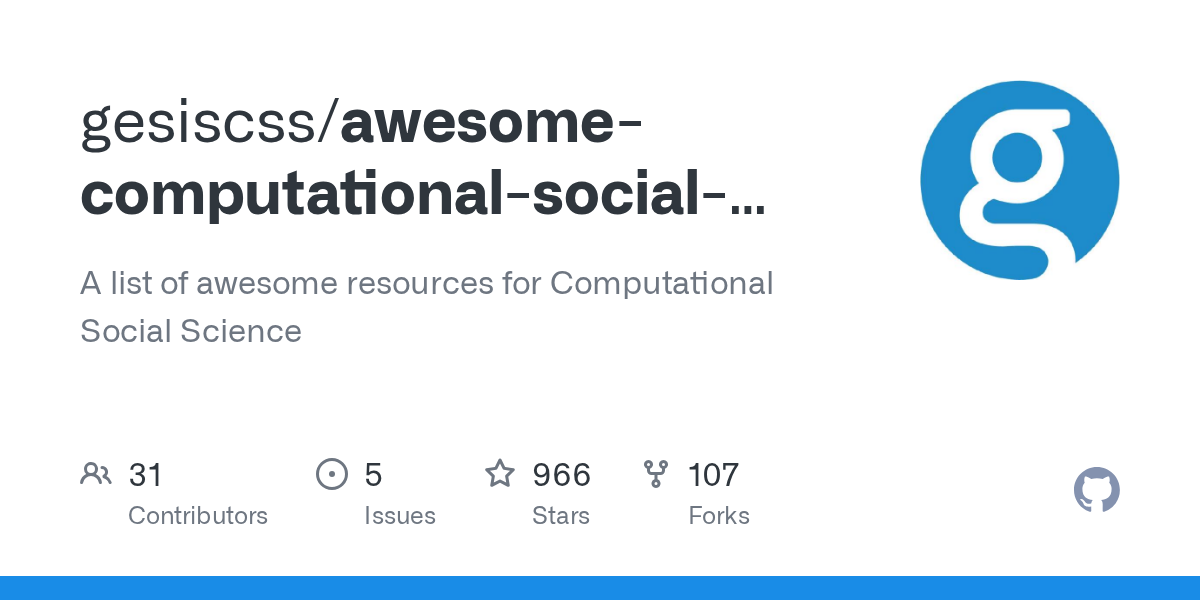 gesiscss/awesome-
computational-social-...
A list of awesome resources for Computational
Social Science
31
Contributors
5
Issues
966
Stars
107
Forks